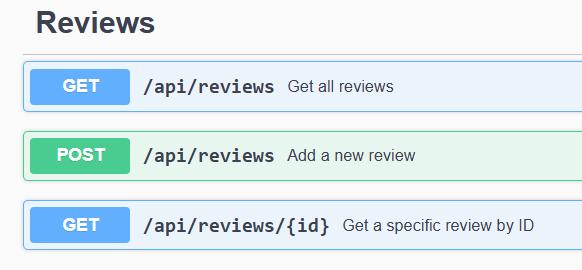 Reviews
GET /api/reviews Get all reviews
POST /api/reviews Add a new review
GET /api/reviews/{id} Get a specific review by ID